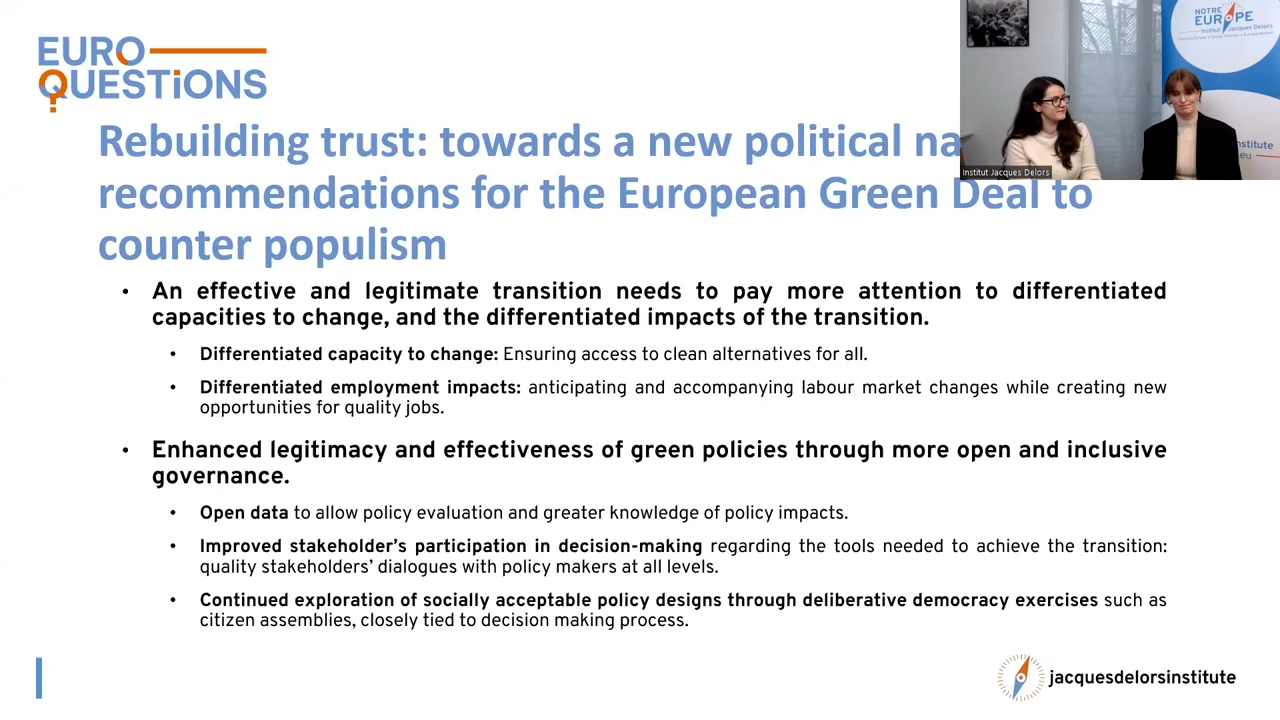 EURO
QUESTIONS
?
Rebuilding trust: towards a new political na
recommendations for the European Green Deal to
counter populism
NOTRE
EUROPE
Institut Jacques Delors
Institut Jacques Delors
nstitute
eu
• An effective and legitimate transition needs to pay more attention to differentiated
capacities to change, and the differentiated impacts of the transition.
• Differentiated capacity to change: Ensuring access to clean alternatives for all.
• Differentiated employment impacts: anticipating and accompanying labour market changes while creating new
opportunities for quality jobs.
• Enhanced legitimacy and effectiveness of green policies through more open and inclusive
governance.
• Open data to allow policy evaluation and greater knowledge of policy impacts.
• Improved stakeholder’s participation in decision-making regarding the tools needed to achieve the transition:
quality stakeholders’ dialogues with policy makers at all levels.
• Continued exploration of socially acceptable policy designs through deliberative democracy exercises such as
citizen assemblies, closely tied to decision making process.
jacquesdelorsinstitute